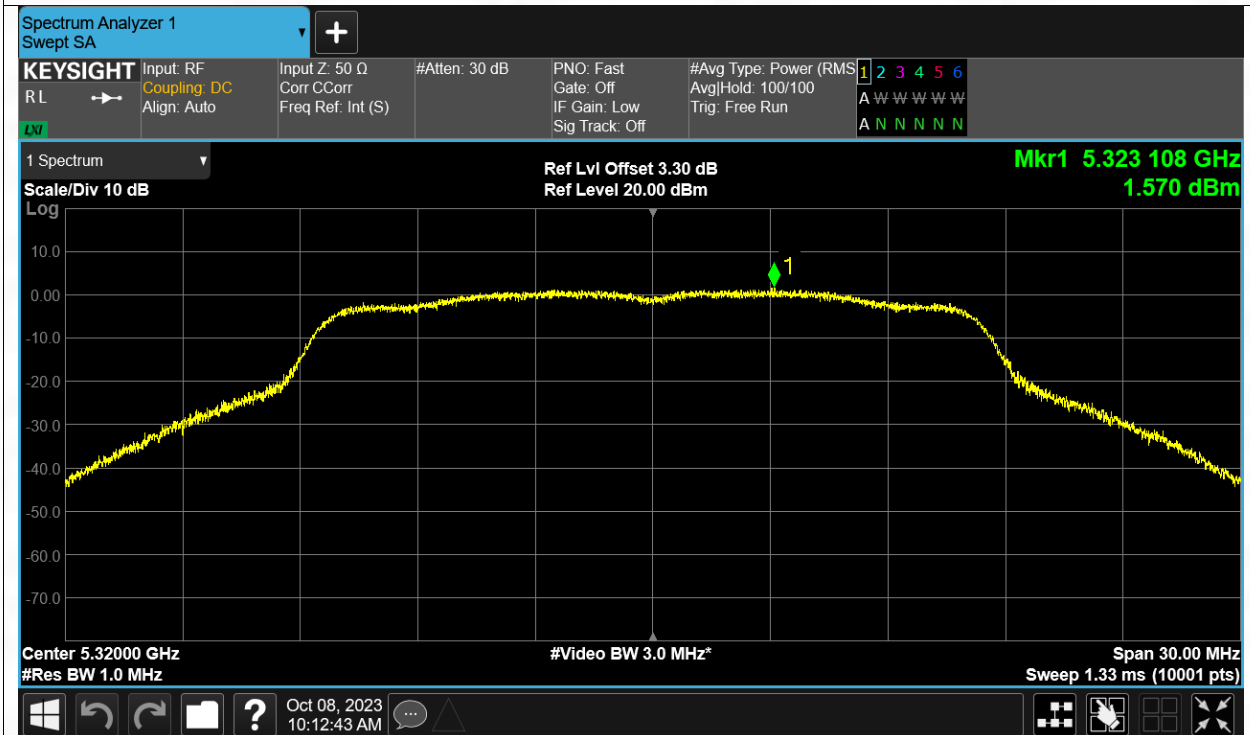 Spectrum Analyzer 1
Swept SA
+
KEYSIGHT
RL
LXI
Input: RF
Coupling: DC
Align: Auto
Input Z: 50 Ω
Corr CCorr
Freq Ref: Int (S)
#Atten: 30 dB
PNO: Fast
Gate: Off
IF Gain: Low
Sig Track: Off
#Avg Type: Power (RMS
Avg|Hold: 100/100
Trig: Free Run
1 2 3 4 5 6
A W W W W W
A N N N N N
1 Spectrum
Scale/Div 10 dB
Ref Lvl Offset 3.30 dB
Ref Level 20.00 dBm
Mkr1 5.323 108 GHz
1.570 dBm
Log
10.0
0.00
-10.0
-20.0
-30.0
-40.0
-50.0
-60.0
-70.0
1
Center 5.32000 GHz
#Res BW 1.0 MHz
#Video BW 3.0 MHz*
Span 30.00 MHz
Sweep 1.33 ms (10001 pts)
?
Oct 08, 2023
10:12:43 AM